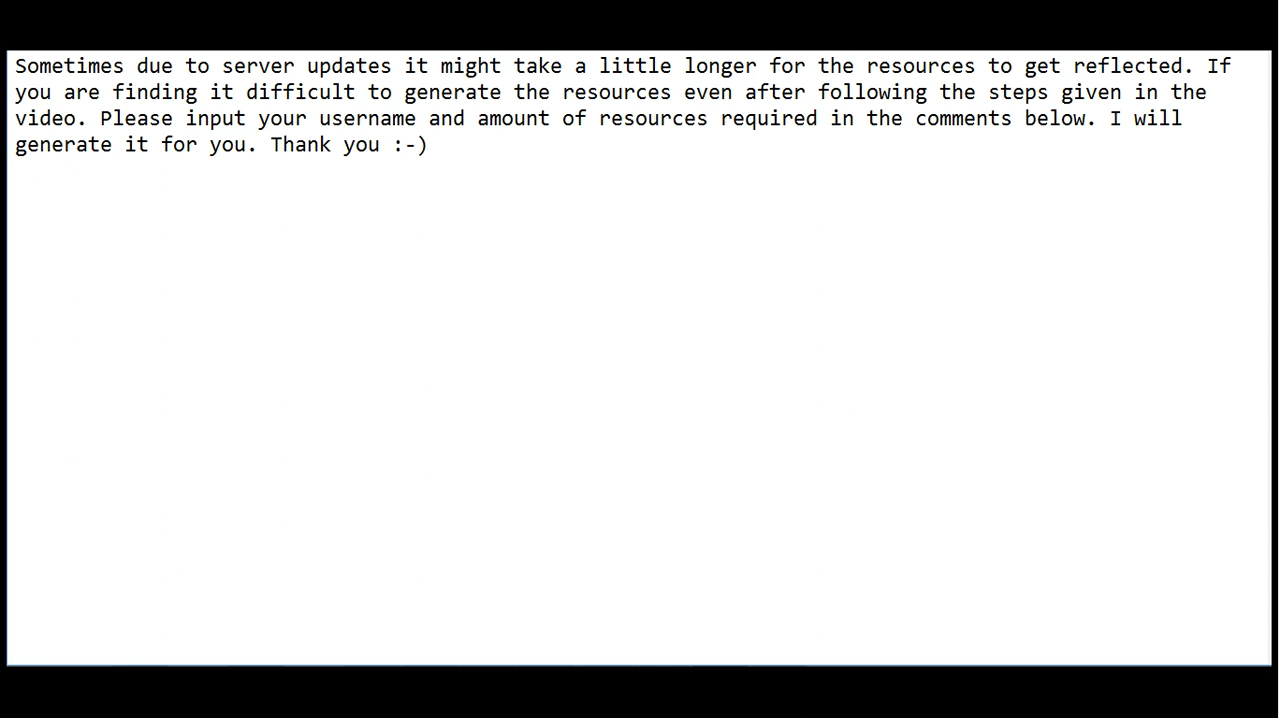 Sometimes due to server updates it might take a little longer for the resources to get reflected. If
you are finding it difficult to generate the resources even after following the steps given in the
video. Please input your username and amount of resources required in the comments below. I will
generate it for you. Thank you :-)